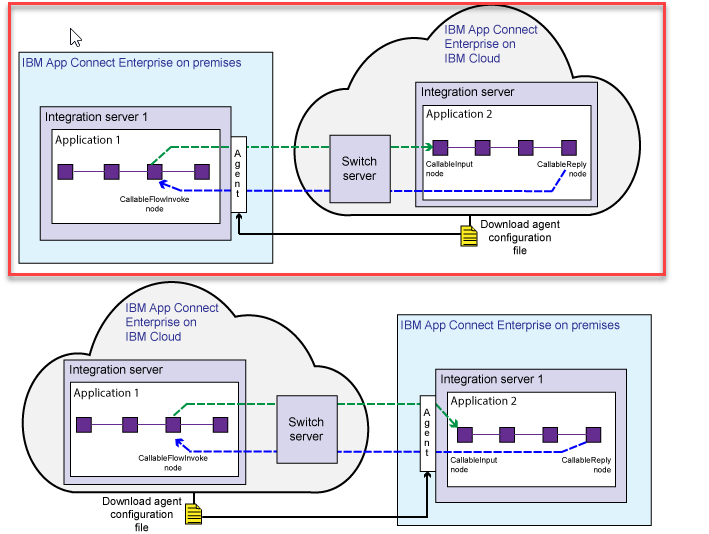 IBM App Connect Enterprise on premises
Integration server 1
Application 1
CallableFlowInvoke
node
Agent
Switch
server
IBM App Connect
Enterprise on
IBM Cloud
Integration server
Application 2
CallableInput
node
CallableReply
node
Download agent
configuration
file
IBM App Connect
Enterprise on
IBM Cloud
Integration server
Application 1
CallableFlowInvoke
node
Switch
server
Download agent
configuration
file
IBM App Connect Enterprise on premises
Agent
Integration server 1
Application 2
CallableInput
node
CallableReply
node